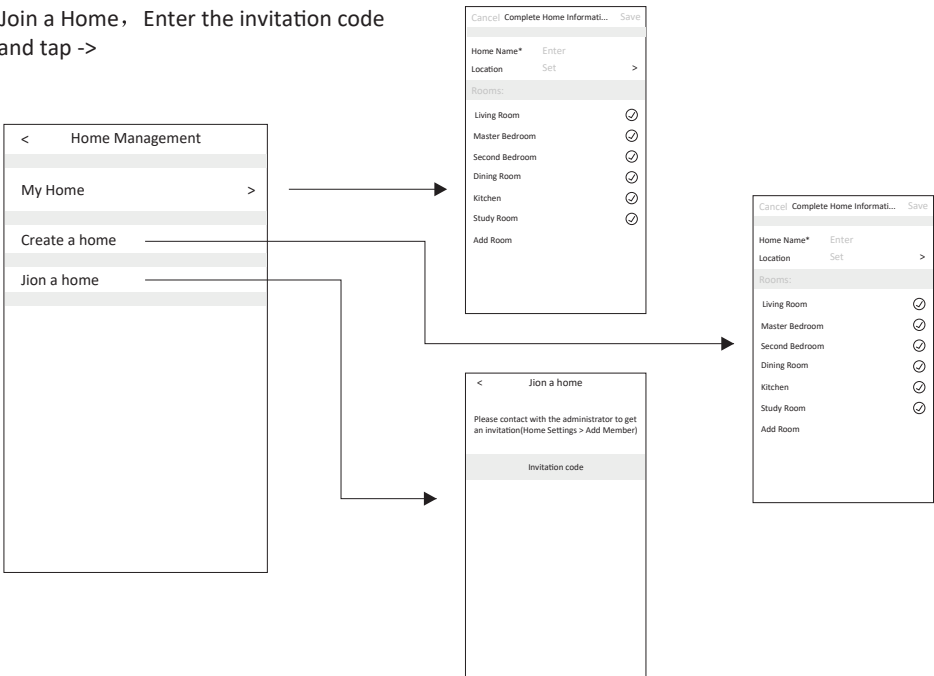 Join a Home，Enter the invitation code
and tap ->
< Home Management
My Home >
Create a home
Jion a home
Cancel Complete Home Informati... Save
Home Name* Enter
Location Set >
Rooms:
Living Room
Master Bedroom
Second Bedroom
Dining Room
Kitchen
Study Room
Add Room
< Jion a home
Please contact with the administrator to get
an invitation(Home Settings > Add Member)
Invitation code
Cancel Complete Home Informati... Save
Home Name* Enter
Location Set >
Rooms:
Living Room
Master Bedroom
Second Bedroom
Dining Room
Kitchen
Study Room
Add Room